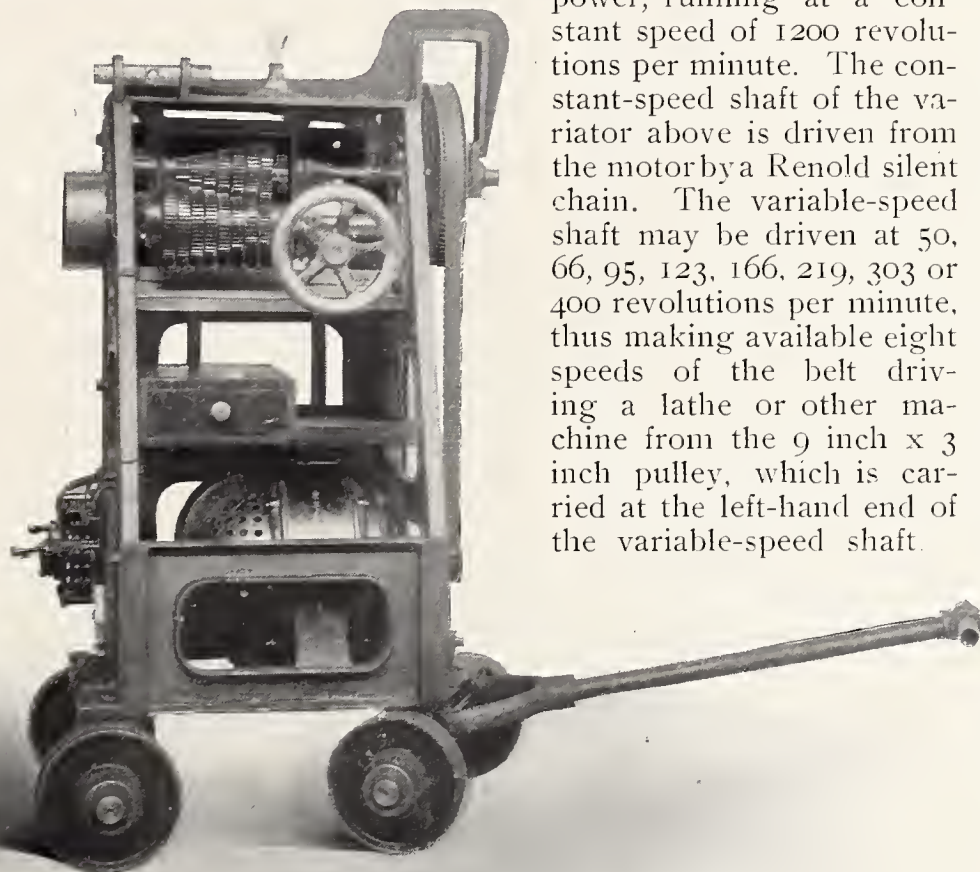 power, running at a con-
stant speed of 1200 revolu-
tions per minute. The con-
stant-speed shaft of the va-
riator above is driven from
the motor by a Renold silent
chain. The variable-speed
shaft may be driven at 50,
66, 95, 123, 166, 219, 303 or
400 revolutions per minute,
thus making available eight
speeds of the belt driv-
ing a lathe or other ma-
chine from the 9 inch x 3
inch pulley, which is car-
ried at the left-hand end of
the variable-speed shaft.